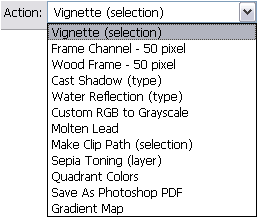 Action: Vignette (selection)
Vignette (selection)
Frame Channel - 50 pixel
Wood Frame - 50 pixel
Cast Shadow (type)
Water Reflection (type)
Custom RGB to Grayscale
Molten Lead
Make Clip Path (selection)
Sepia Toning (layer)
Quadrant Colors
Save As Photoshop PDF
Gradient Map